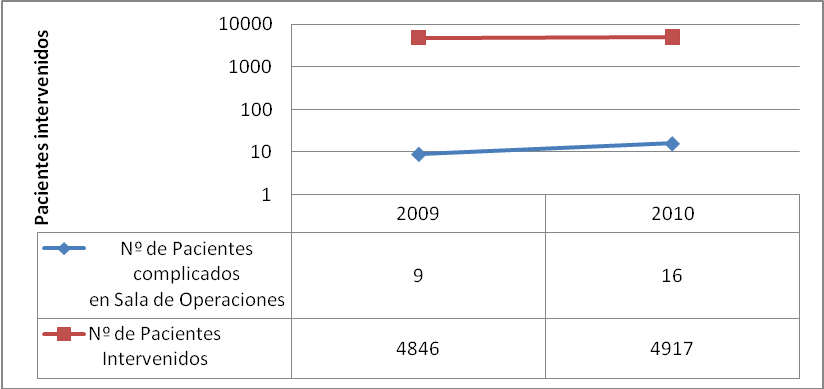 Pacientes intervenidos
10000
1000
100
10
1
2009 2010
Nº de Pacientes
complicados
en Sala de Operaciones
9 16
Nº de Pacientes
Intervenidos
4846 4917